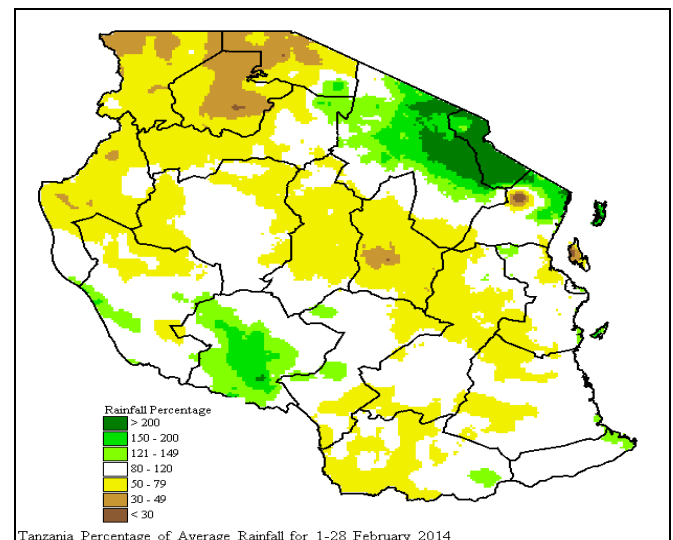 Rainfall Percentage
> 200
150 - 200
121 - 149
80 - 120
50 - 79
30 - 49
< 30
Tanzania Percentage of Average Rainfall for 1-28 February 2014